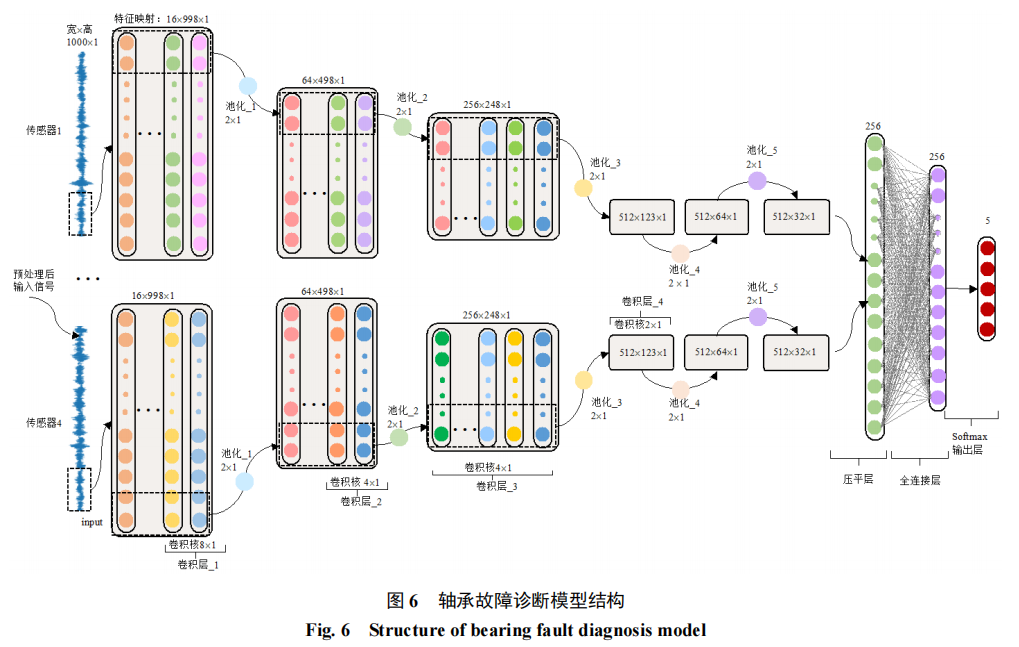 宽×高
1000×1
特征映射：16×998×1
传感器1
池化_1
2×1
64×498×1
池化_2
2×1
256×248×1
池化_3
2×1
512×123×1
池化_4
2×1
512×64×1
池化_5
2×1
512×32×1
256
256
5
预处理后
输入信号
...
传感器4
input
16×998×1
卷积核8×1
卷积层_1
池化_1
2×1
64×498×1
卷积核 4×1
卷积层_2
池化_2
2×1
256×248×1
卷积核4×1
卷积层_3
池化_3
2×1
卷积层_4
卷积核2×1
512×123×1
池化_4
2×1
512×64×1
池化_5
2×1
512×32×1
压平层
全连接层
Softmax
输出层
图 6 轴承故障诊断模型结构
Fig. 6 Structure of bearing fault diagnosis model